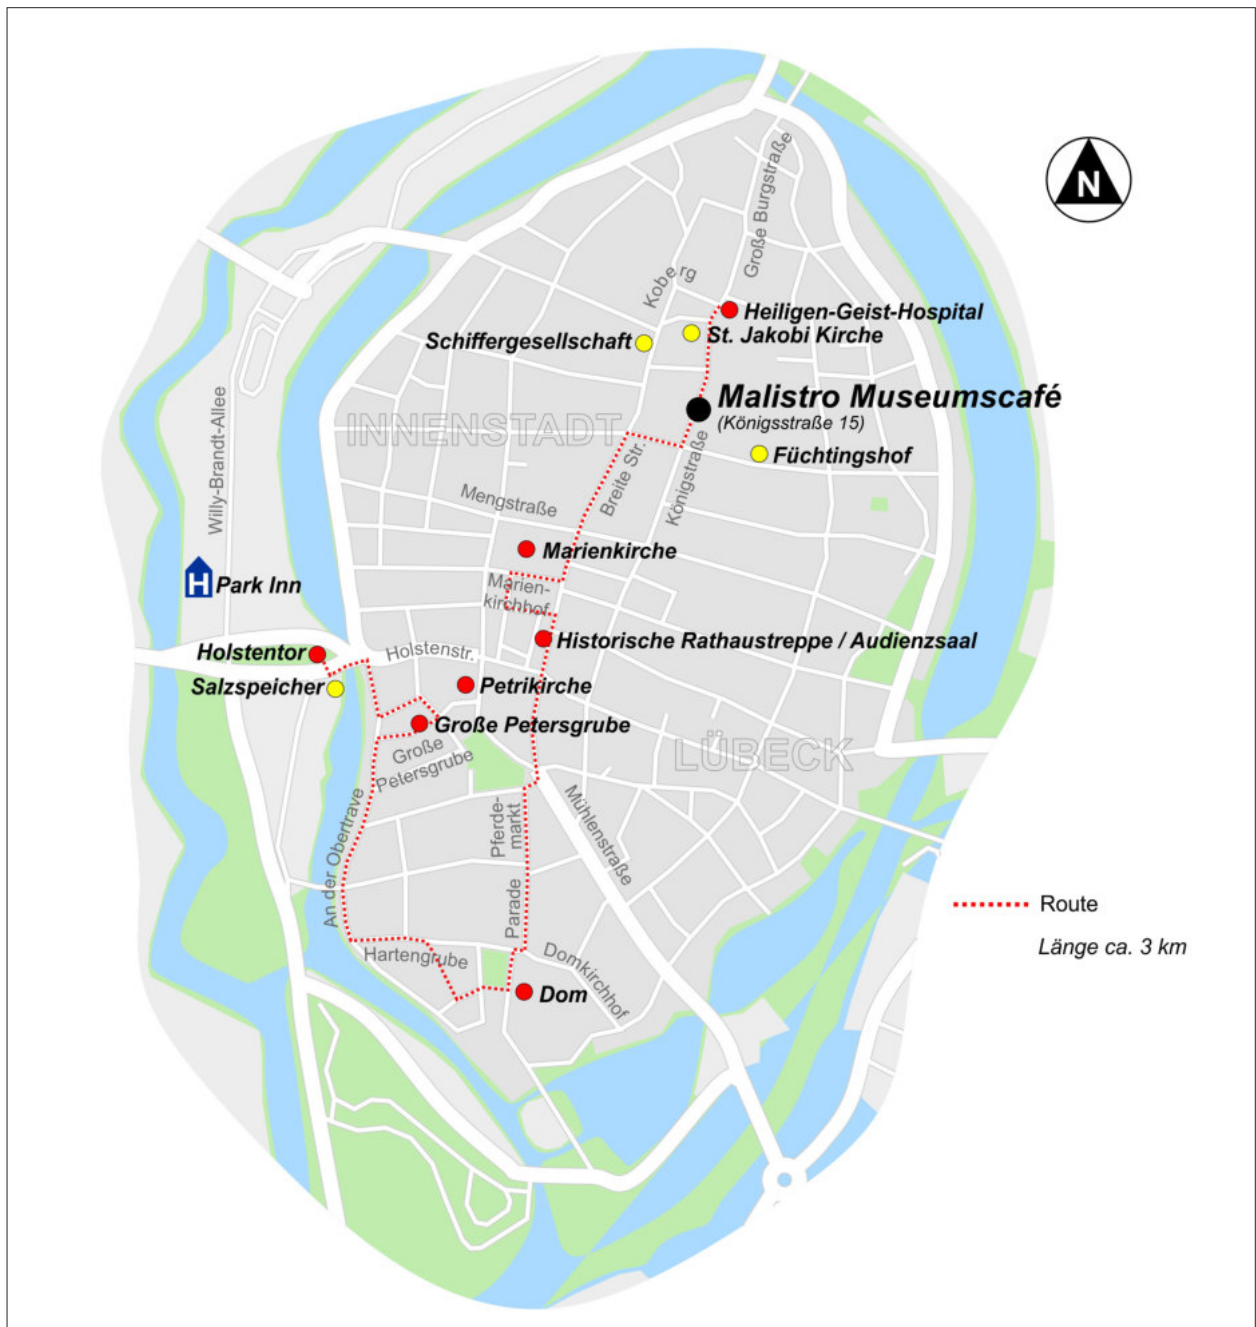 N
Große Burgstraße
Koberg
Heiligen-Geist-Hospital
St. Jakobi Kirche
Schiffergesellschaft
Malistro Museumscafé
(Königsstraße 15)
INNENSTADT
Füchtingshof
Breite Str.
Königstraße
Willy-Brandt-Allee
Mengstraße
Marienkirche
H Park Inn
Marien-
kirchhof
Historische Rathaustreppe / Audienzsaal
Holstentor
Holstenstr.
Salzspeicher
Petrikirche
Große Petersgrube
Große
Petersgrube
LÜBECK
An der Obertrave
Pferde-
markt
Mühlenstraße
Parade
Route
Länge ca. 3 km
Hartengrube
Domkirchhof
Dom